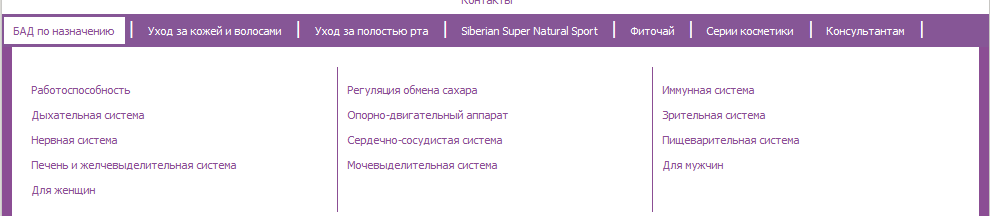 Контакты
БАД по назначению | Уход за кожей и волосами | Уход за полостью рта | Siberian Super Natural Sport | Фиточай | Серии косметики | Консультантам |
Работоспособность
Дыхательная система
Нервная система
Печень и желчевыделительная система
Для женщин
Регуляция обмена сахара
Опорно-двигательный аппарат
Сердечно-сосудистая система
Мочевыделительная система
Иммунная система
Зрительная система
Пищеварительная система
Для мужчин